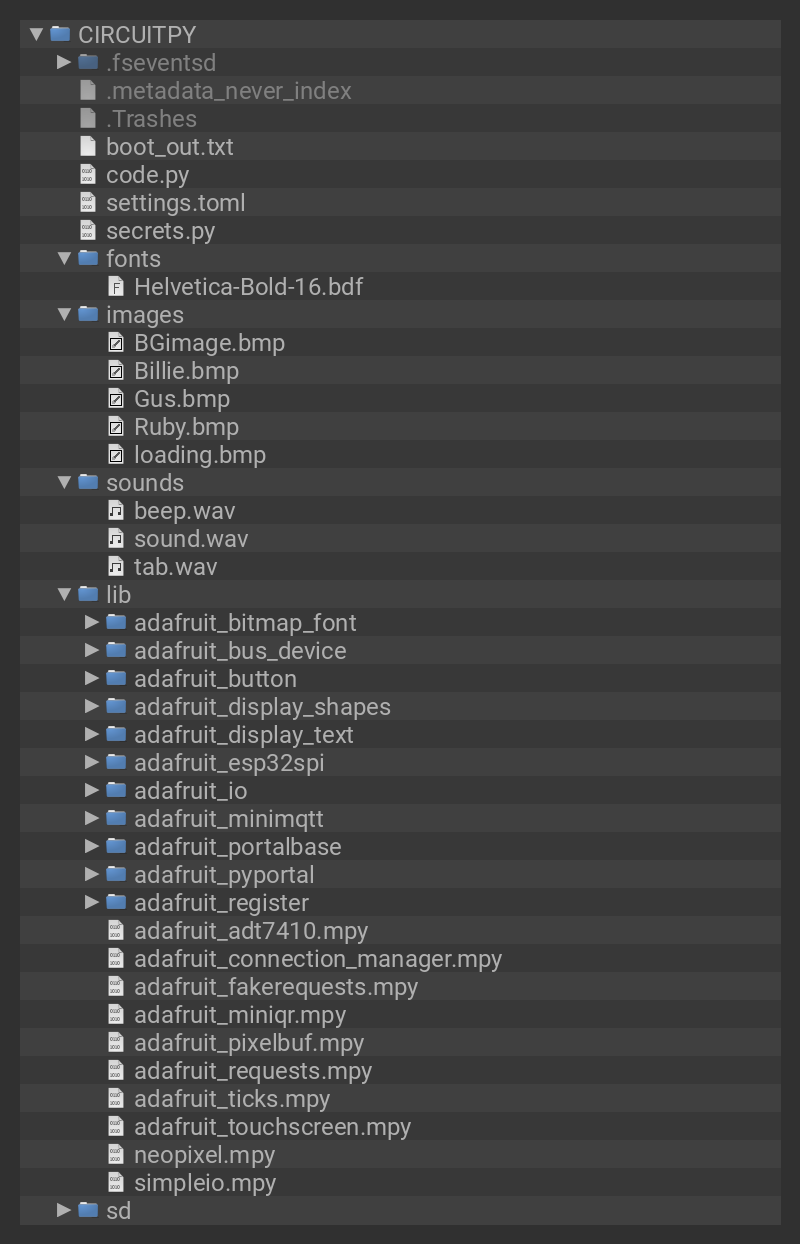 CIRCUITPY
.fseventsd
.metadata_never_index
.Trashes
boot_out.txt
code.py
settings.toml
secrets.py
fonts
Helvetica-Bold-16.bdf
images
BGimage.bmp
Billie.bmp
Gus.bmp
Ruby.bmp
loading.bmp
sounds
beep.wav
sound.wav
tab.wav
lib
adafruit_bitmap_font
adafruit_bus_device
adafruit_button
adafruit_display_shapes
adafruit_display_text
adafruit_esp32spi
adafruit_io
adafruit_minimqtt
adafruit_portalbase
adafruit_pyportal
adafruit_register
adafruit_adt7410.mpy
adafruit_connection_manager.mpy
adafruit_fakerequests.mpy
adafruit_miniqr.mpy
adafruit_pixelbuf.mpy
adafruit_requests.mpy
adafruit_ticks.mpy
adafruit_touchscreen.mpy
neopixel.mpy
simpleio.mpy
sd